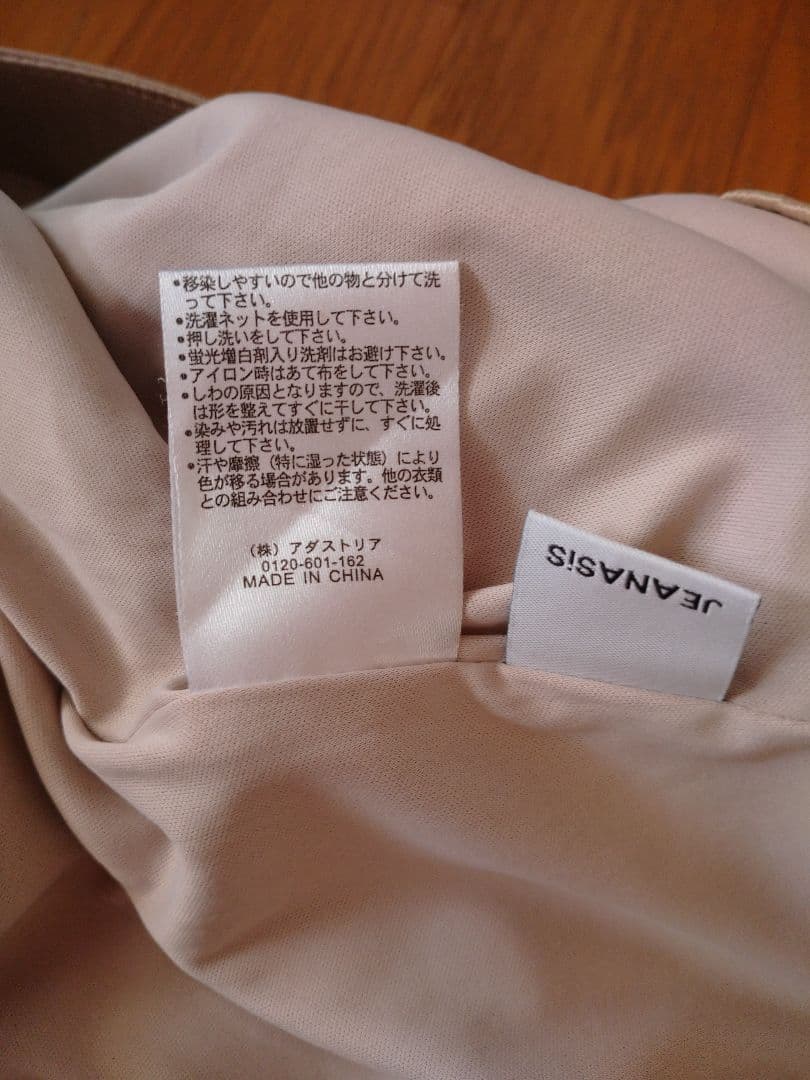 •移染しやすいので他の物と分けて洗
って下さい。
•洗濯ネットを使用して下さい。
•押し洗いをして下さい。
•蛍光増白剤入り洗剤はお避け下さい。
•アイロン時はあて布をして下さい。
•しわの原因となりますので、洗濯後
は形を整えてすぐに干して下さい。
•染みや汚れは放置せずに、すぐに処
理して下さい。
•汗や摩擦（特に湿った状態）により
色が移る場合があります。他の衣類
との組み合わせにご注意ください。
（株）アダストリア
0120-601-162
MADE IN CHINA
JEANASiS